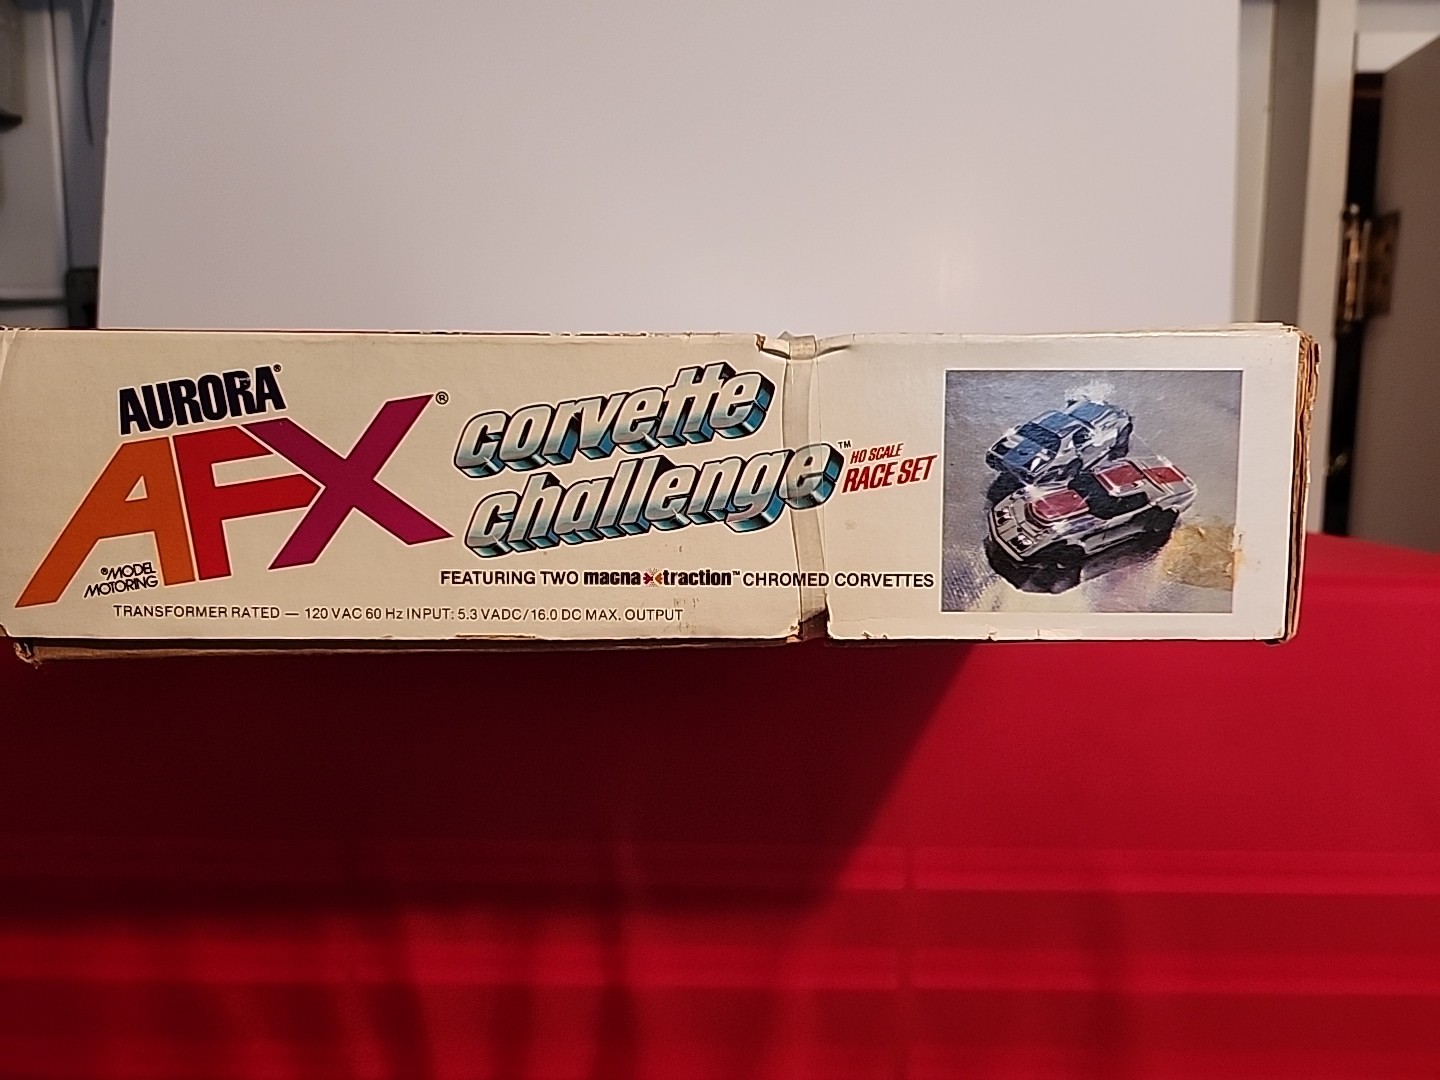 AURORA®
AFX®
®MODEL
MOTORING
corvette
challenge™
HO SCALE
RACE SET
FEATURING TWO magna traction™ CHROMED CORVETTES
TRANSFORMER RATED — 120 VAC 60 Hz INPUT: 5.3 VADC/16.0 DC MAX. OUTPUT